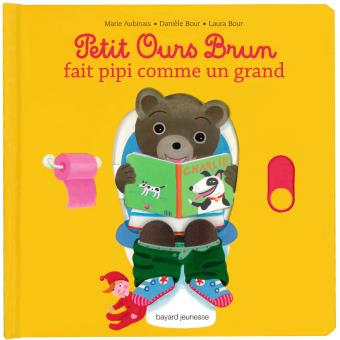 Marie Aubinais • Danièle Bour • Laura Bour
Petit Ours Brun
fait pipi comme un grand
CHARLIE
bayard jeunesse